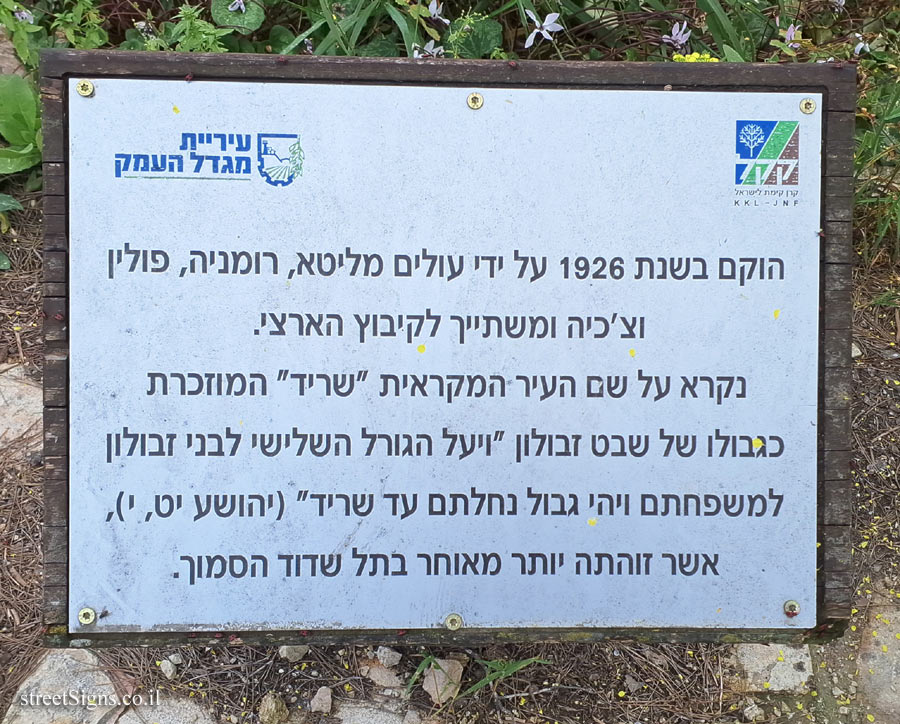 עיריית
מגדל העמק
קרן קימת לישראל
KKL-JNF
הוקם בשנת 1926 על ידי עולים מליטא, רומניה, פולין
וצ'כיה ומשתייך לקיבוץ הארצי.
נקרא על שם העיר המקראית "שריד" המוזכרת
כגבולו של שבט זבולון "ויעל הגורל השלישי לבני זבולון
למשפחתם ויהי גבול נחלתם עד שריד" (יהושע יט, י),
אשר זוהתה יותר מאוחר בתל שדוד הסמוך.
streetSigns.co.il